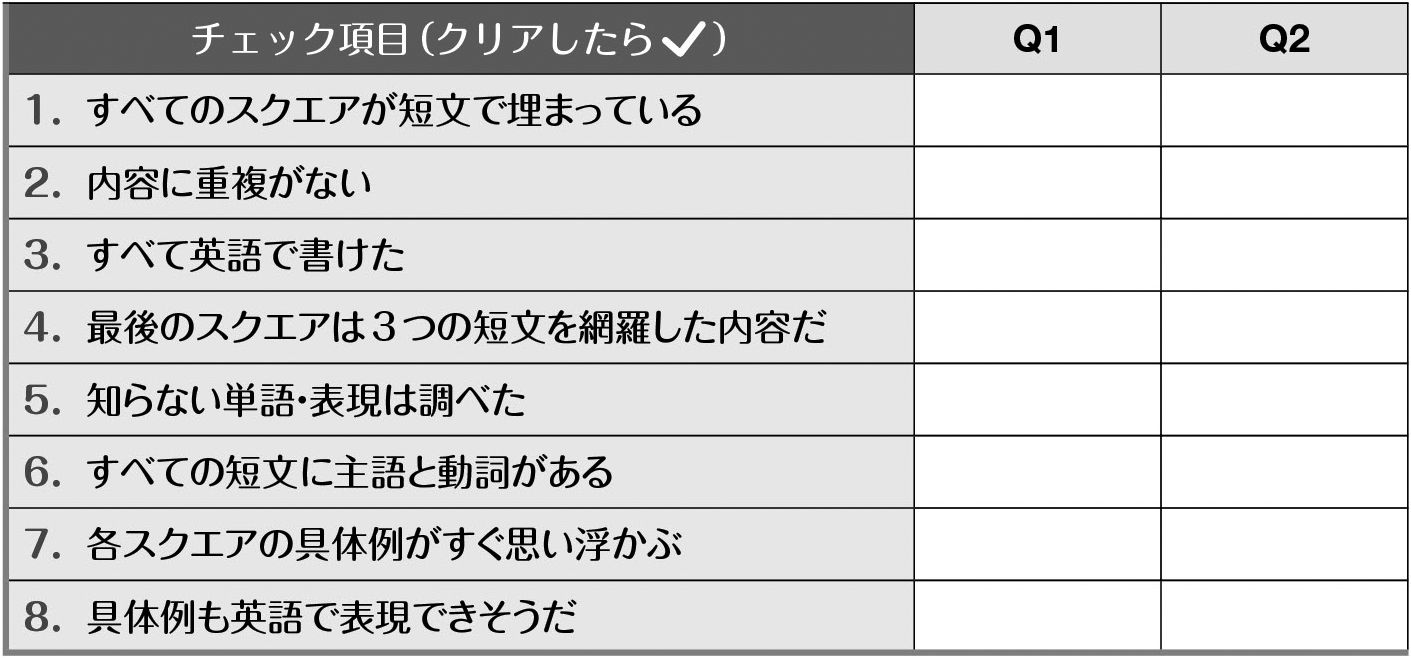 チェック項目（クリアしたら✓） Q1 Q2
1. すべてのスクエアが短文で埋まっている
2. 内容に重複がない
3. すべて英語で書けた
4. 最後のスクエアは３つの短文を網羅した内容だ
5. 知らない単語・表現は調べた
6. すべての短文に主語と動詞がある
7. 各スクエアの具体例がすぐ思い浮かぶ
8. 具体例も英語で表現できそうだ